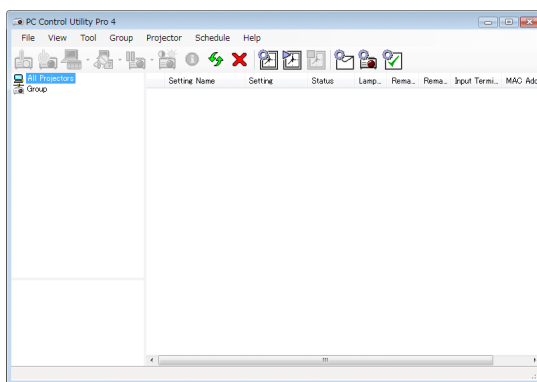 PC Control Utility Pro 4
File View Tool Group Projector Schedule Help
All Projectors
Group
Setting Name Setting Status Lamp... Rema... Rema... Input Termi... MAC Add